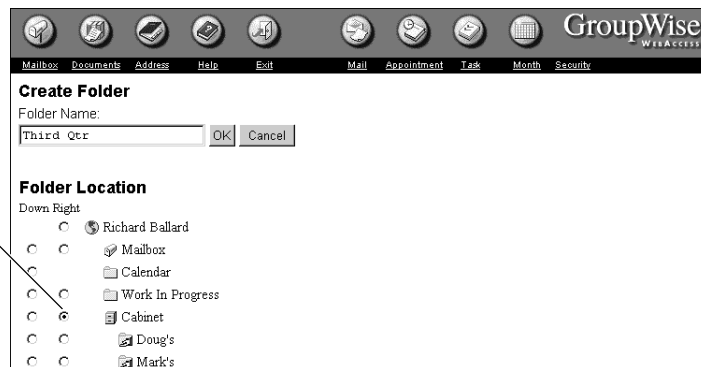 GroupWise
WEBACCESS
Mailbox Documents Address Help Exit Mail Appointment Task Month Security
Create Folder
Folder Name:
Third Qtr OK Cancel
Folder Location
Down Right
Richard Ballard
Mailbox
Calendar
Work In Progress
Cabinet
Doug's
Mark's